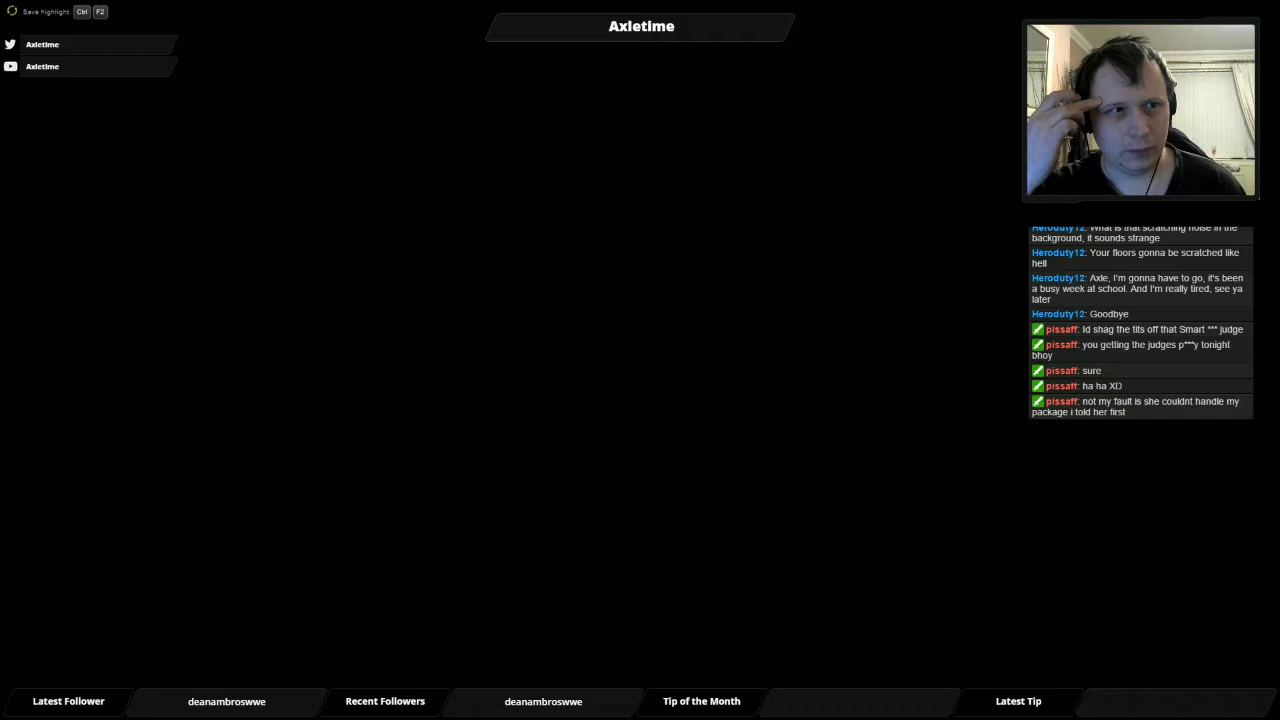 Save highlight: Ctrl F2
Axletime
Axletime
Axletime
Heroduty12: What is that scratching noise in the
background, it sounds strange
Heroduty12: Your floors gonna be scratched like
hell
Heroduty12: Axle, I'm gonna have to go, it's been
a busy week at school. And I'm really tired, see ya
later
Heroduty12: Goodbye
pissaff: Id shag the tits off that Smart *** judge
pissaff: you getting the judges p***y tonight
bhoy
pissaff: sure
pissaff: ha ha XD
pissaff: not my fault is she couldnt handle my
package i told her first
Latest Follower
deanambroswwe
Recent Followers
deanambroswwe
Tip of the Month
Latest Tip